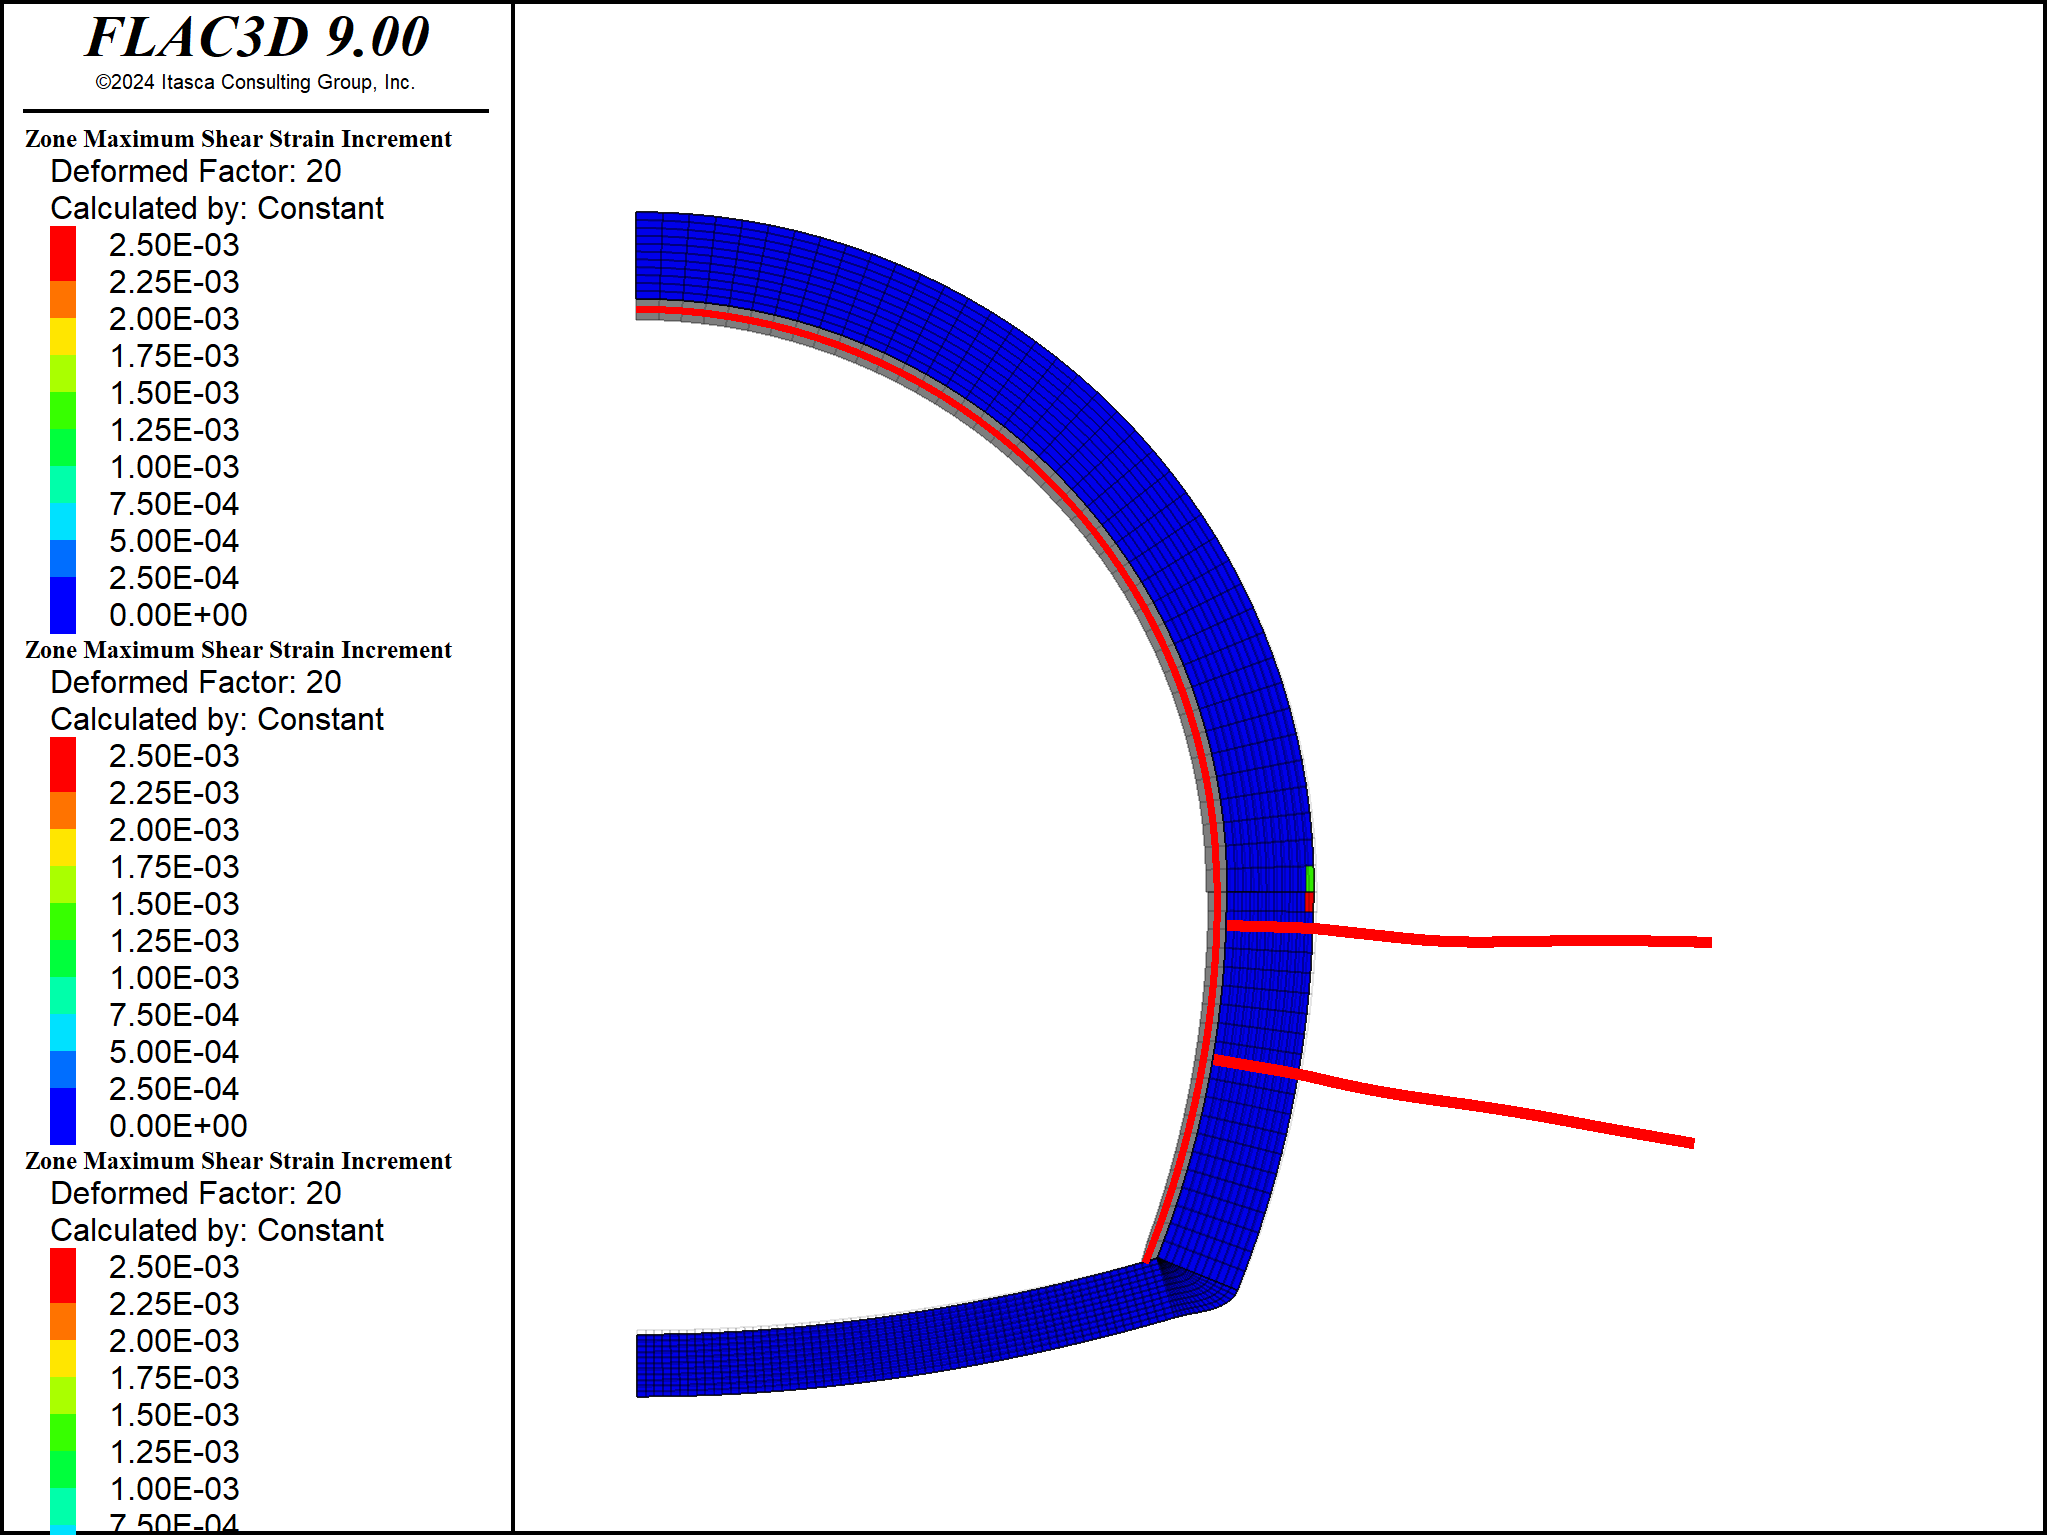 FLAC3D 9.00
©2024 Itasca Consulting Group, Inc.
Zone Maximum Shear Strain Increment
Deformed Factor: 20
Calculated by: Constant
2.50E-03
2.25E-03
2.00E-03
1.75E-03
1.50E-03
1.25E-03
1.00E-03
7.50E-04
5.00E-04
2.50E-04
0.00E+00
Zone Maximum Shear Strain Increment
Deformed Factor: 20
Calculated by: Constant
2.50E-03
2.25E-03
2.00E-03
1.75E-03
1.50E-03
1.25E-03
1.00E-03
7.50E-04
5.00E-04
2.50E-04
0.00E+00
Zone Maximum Shear Strain Increment
Deformed Factor: 20
Calculated by: Constant
2.50E-03
2.25E-03
2.00E-03
1.75E-03
1.50E-03
1.25E-03
1.00E-03
7.50E-04